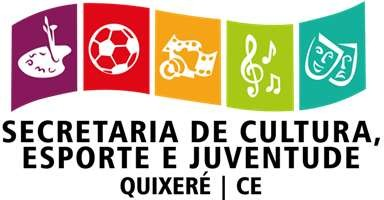 SECRETARIA DE CULTURA,
ESPORTE E JUVENTUDE
QUIXERÉ | CE